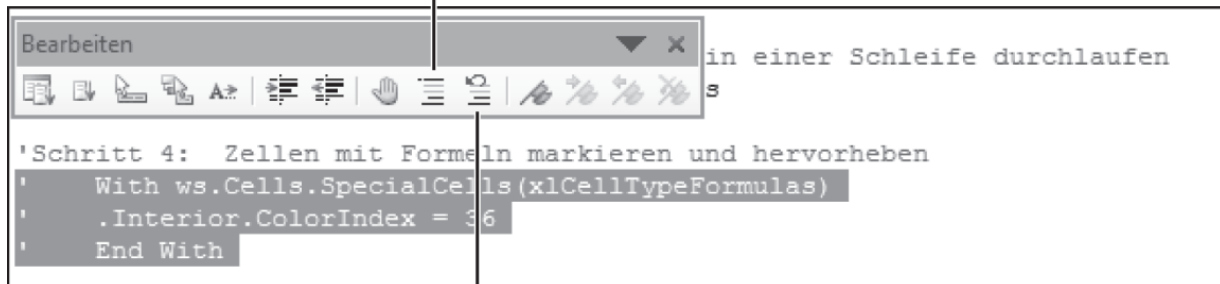 Bearbeiten
in einer Schleife durchlaufen
s
'Schritt 4:  Zellen mit Formeln markieren und hervorheben
'    With ws.Cells.SpecialCells(xlCellTypeFormulas)
'    .Interior.ColorIndex = 36
'    End With